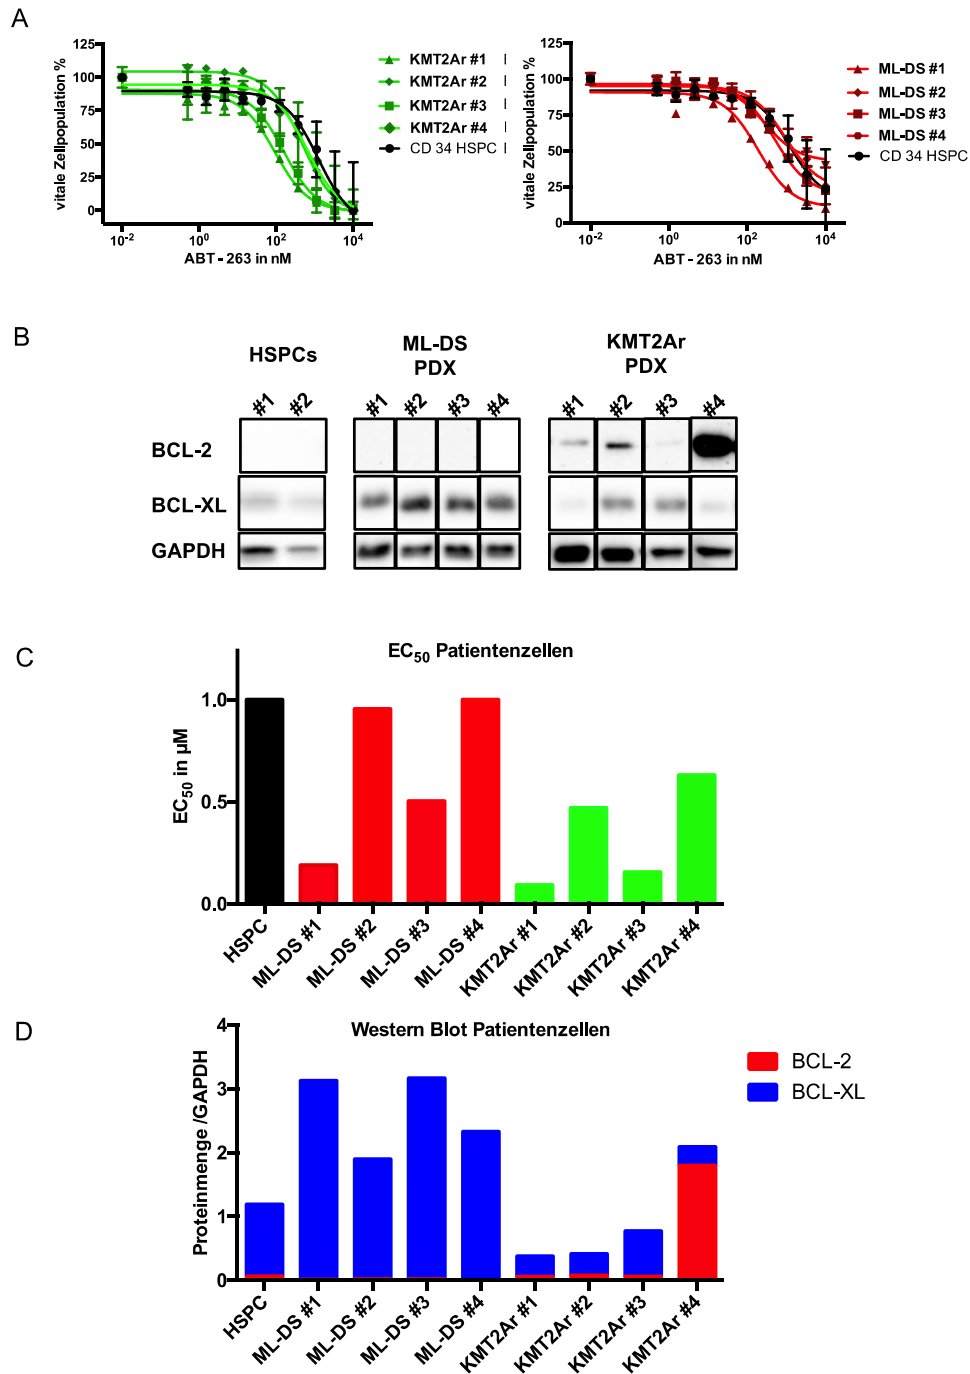 A
vitale Zellpopulation %
125
100
75
50
25
0
10-2
100
102
104
ABT - 263 in nM
KMT2Ar #1
KMT2Ar #2
KMT2Ar #3
KMT2Ar #4
CD 34 HSPC
vitale Zellpopulation %
125
100
75
50
25
0
10-2
100
102
104
ABT - 263 in nM
ML-DS #1
ML-DS #2
ML-DS #3
ML-DS #4
CD 34 HSPC
B
HSPCs
ML-DS
PDX
KMT2Ar
PDX
#1 #2
#1 #2 #3 #4
#1 #2 #3 #4
BCL-2
BCL-XL
GAPDH
C
EC50 Patientenzellen
EC50 in µM
1.0
0.5
0.0
HSPC
ML-DS #1
ML-DS #2
ML-DS #3
ML-DS #4
KMT2Ar #1
KMT2Ar #2
KMT2Ar #3
KMT2Ar #4
D
Western Blot Patientenzellen
Proteinmenge /GAPDH
4
3
2
1
0
HSPC
ML-DS #1
ML-DS #2
ML-DS #3
ML-DS #4
KMT2Ar #1
KMT2Ar #2
KMT2Ar #3
KMT2Ar #4
BCL-2
BCL-XL